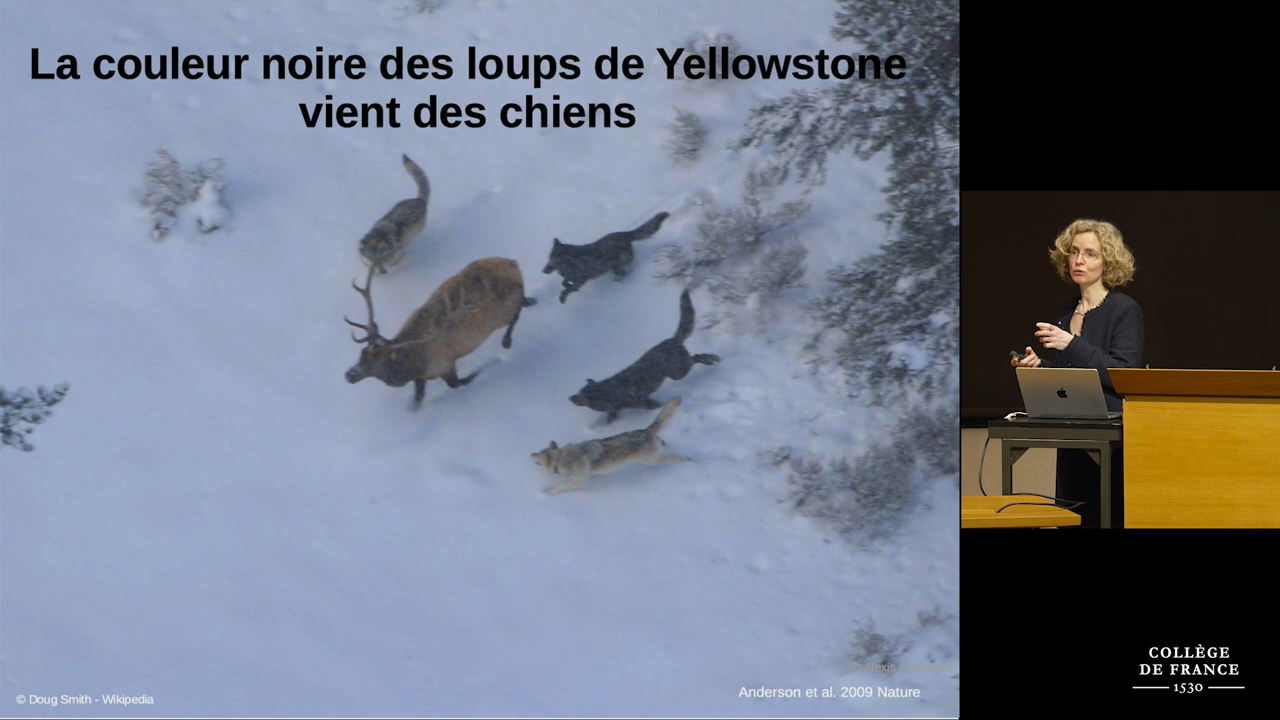 La couleur noire des loups de Yellowstone
vient des chiens
© Alexis
© Doug Smith - Wikipedia
Anderson et al. 2009 Nature
COLLÈGE
DE FRANCE
1530